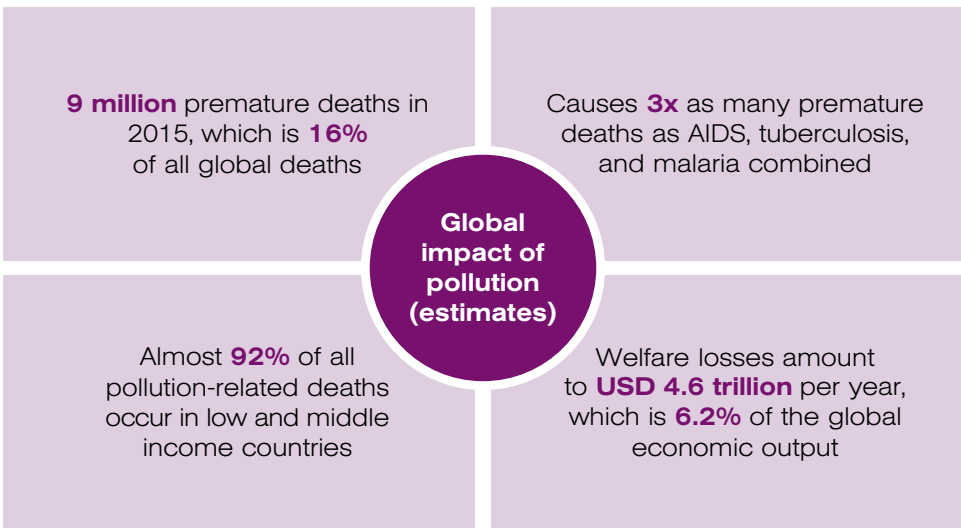 9 million premature deaths in
2015, which is 16%
of all global deaths
Causes 3x as many premature
deaths as AIDS, tuberculosis,
and malaria combined
Global
impact of
pollution
(estimates)
Almost 92% of all
pollution-related deaths
occur in low and middle
income countries
Welfare losses amount
to USD 4.6 trillion per year,
which is 6.2% of the global
economic output